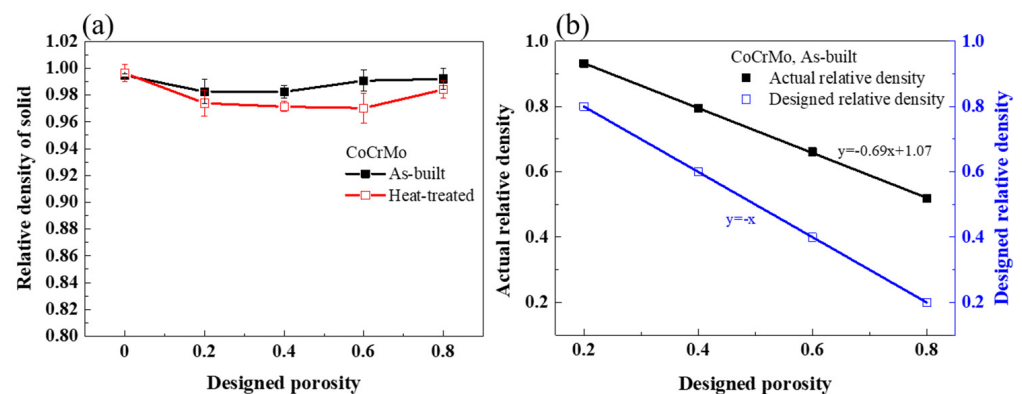 (a)
1.02
1.00
0.98
0.96
0.94
0.92
0.90
0.88
0.86
0.84
0.82
0.80
Relative density of solid
CoCrMo
As-built
Heat-treated
0 0.2 0.4 0.6 0.8
Designed porosity
(b)
1.0
0.8
0.6
0.4
0.2
Actual relative density
CoCrMo, As-built
Actual relative density
Designed relative density
y=-0.69x+1.07
y=-x
1.0
0.8
0.6
0.4
0.2
Designed relative density
0.2 0.4 0.6 0.8
Designed porosity